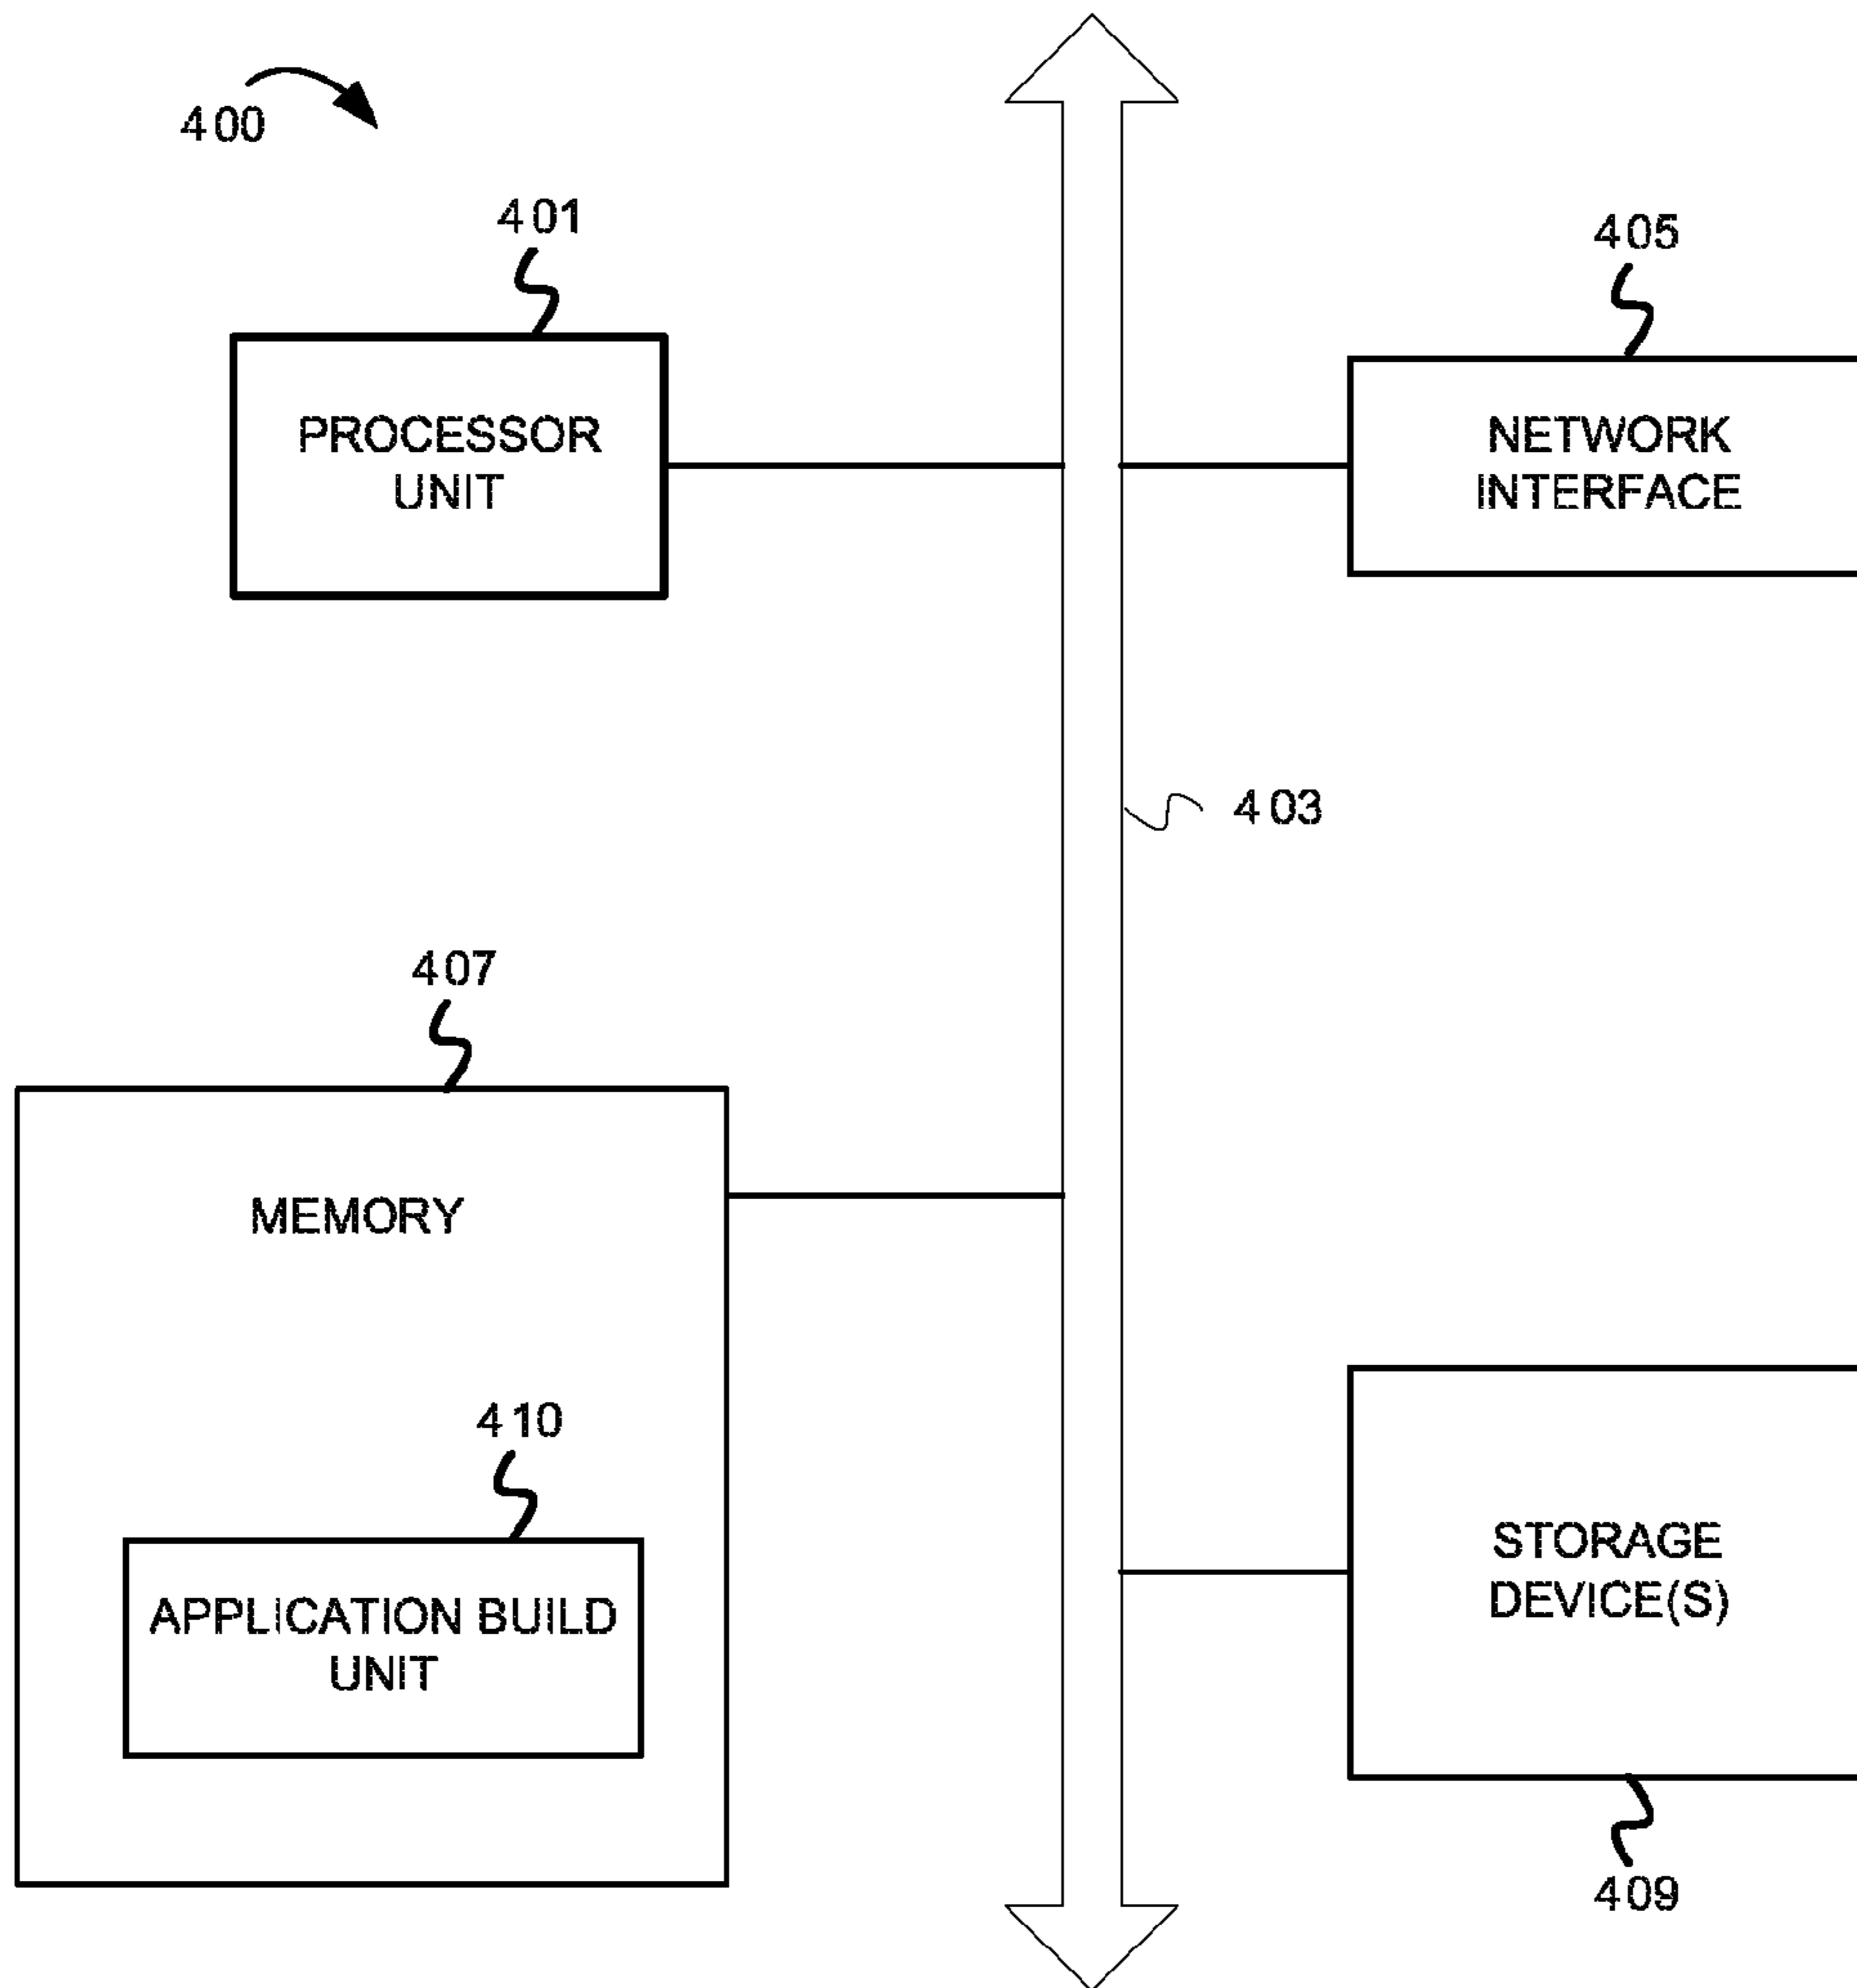 400
401
PROCESSOR
UNIT
405
NETWORK
INTERFACE
403
407
MEMORY
410
APPLICATION BUILD
UNIT
STORAGE
DEVICE(S)
409